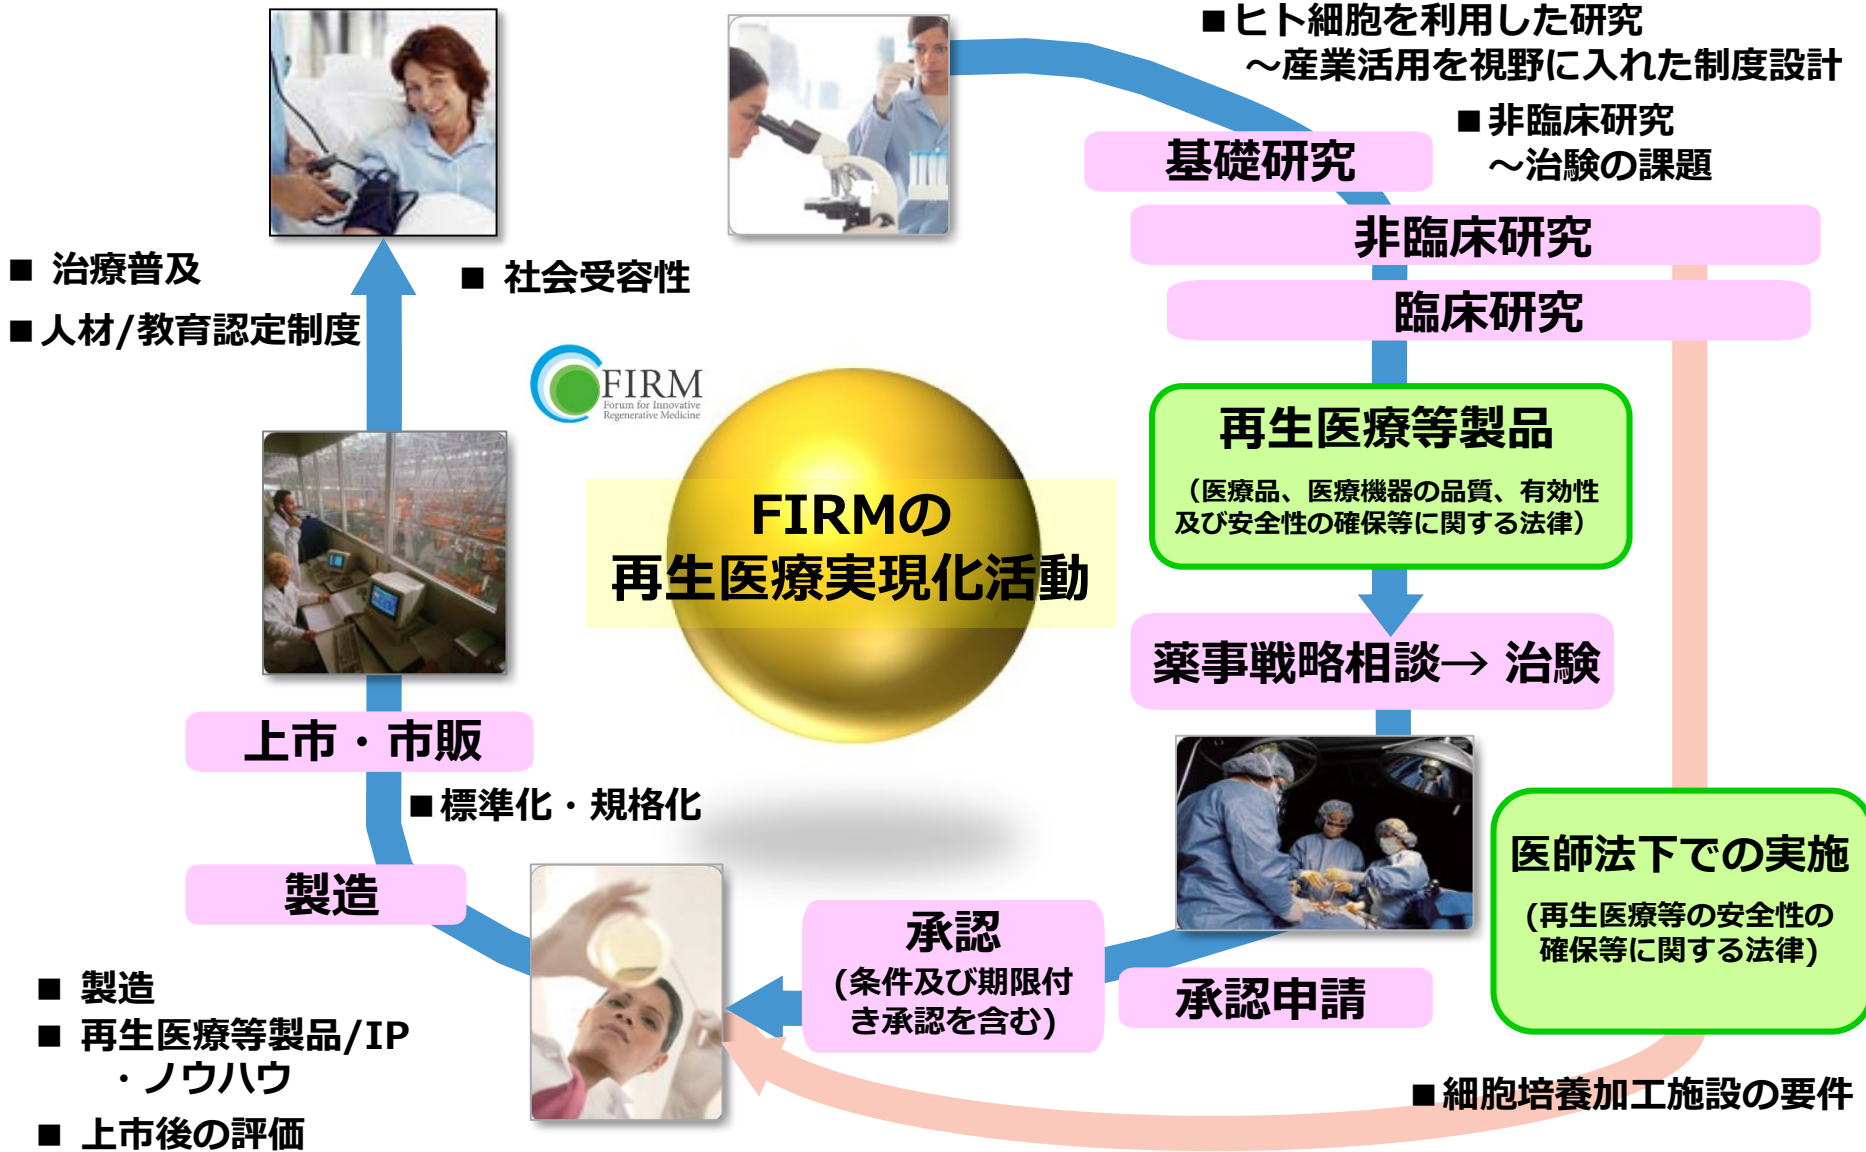 ■ヒト細胞を利用した研究
～産業活用を視野に入れた制度設計
■非臨床研究
～治験の課題
基礎研究
非臨床研究
臨床研究
■ 治療普及
■ 社会受容性
■人材/教育認定制度
FIRM
Forum for Innovative
Regenerative Medicine
FIRMの
再生医療実現化活動
再生医療等製品
（医療品、医療機器の品質、有効性
及び安全性の確保等に関する法律）
薬事戦略相談→ 治験
上市・市販
■標準化・規格化
製造
承認
(条件及び期限付
き承認を含む)
承認申請
医師法下での実施
(再生医療等の安全性の
確保等に関する法律)
■ 製造
■ 再生医療等製品/IP
・ノウハウ
■ 上市後の評価
■細胞培養加工施設の要件